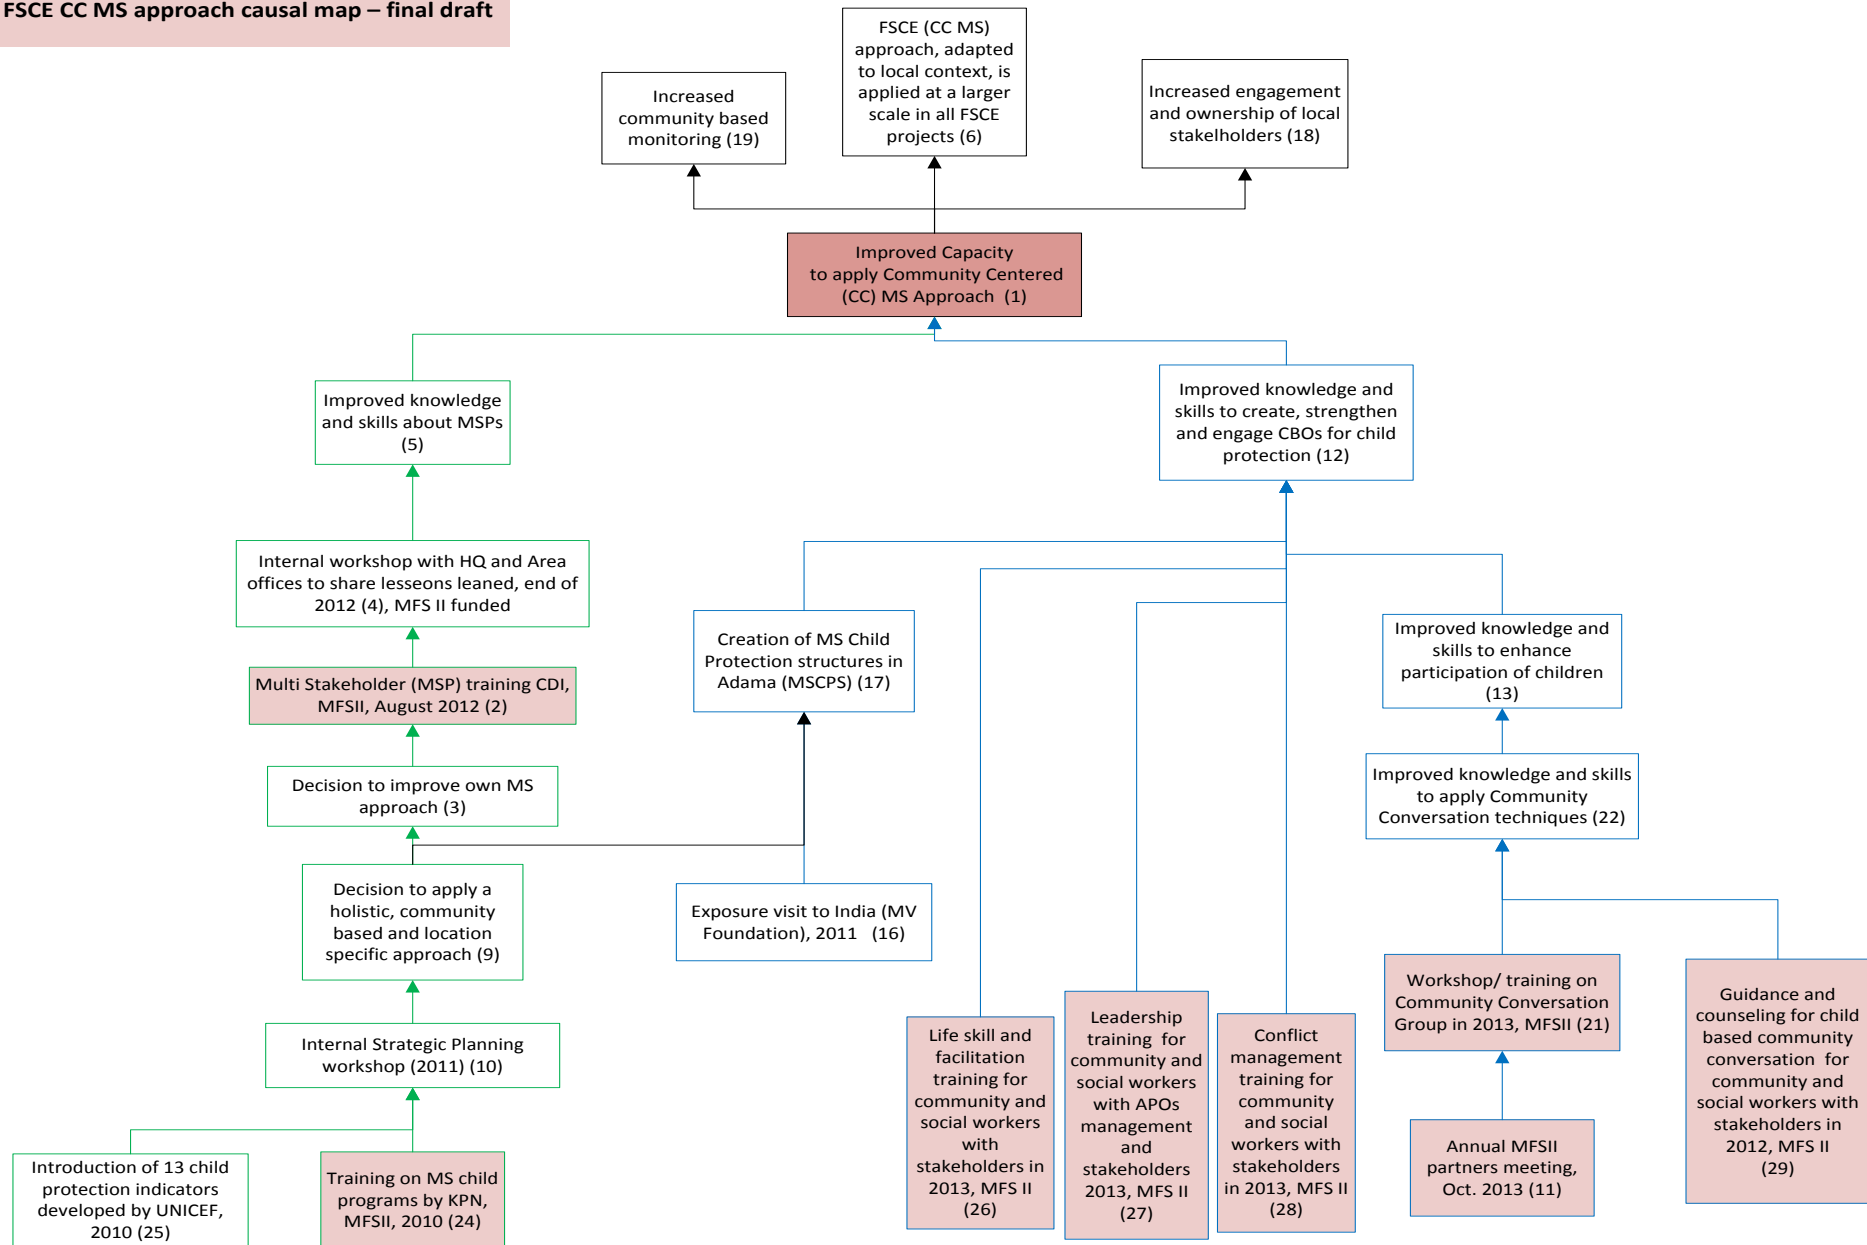 FSCE CC MS approach causal map – final draft
FSCE (CC MS)
approach, adapted
to local context, is
applied at a larger
scale in all FSCE
projects (6)
Increased
community based
monitoring (19)
Increased engagement
and ownership of local
stakelholders (18)
Improved Capacity
to apply Community Centered
(CC) MS Approach (1)
Improved knowledge
and skills about MSPs
(5)
Improved knowledge and
skills to create, strengthen
and engage CBOs for child
protection (12)
Internal workshop with HQ and Area
offices to share lesseons leaned, end of
2012 (4), MFS II funded
Creation of MS Child
Protection structures in
Adama (MSCPS) (17)
Improved knowledge and
skills to enhance
participation of children
(13)
Multi Stakeholder (MSP) training CDI,
MFSII, August 2012 (2)
Decision to improve own MS
approach (3)
Improved knowledge and skills
to apply Community
Conversation techniques (22)
Decision to apply a
holistic, community
based and location
specific approach (9)
Exposure visit to India (MV
Foundation), 2011 (16)
Internal Strategic Planning
workshop (2011) (10)
Life skill and
facilitation
training for
community and
social workers
with
stakeholders in
2013, MFS II
(26)
Leadership
training for
community and
social workers
with APOs
management
and
stakeholders
2013, MFS II
(27)
Conflict
management
training for
community
and social
workers with
stakeholders
in 2013, MFS II
(28)
Workshop/ training on
Community Conversation
Group in 2013, MFSII (21)
Guidance and
counseling for child
based community
conversation for
community and
social workers with
stakeholders in
2012, MFS II
(29)
Annual MFSII
partners meeting,
Oct. 2013 (11)
Introduction of 13 child
protection indicators
developed by UNICEF,
2010 (25)
Training on MS child
programs by KPN,
MFSII, 2010 (24)